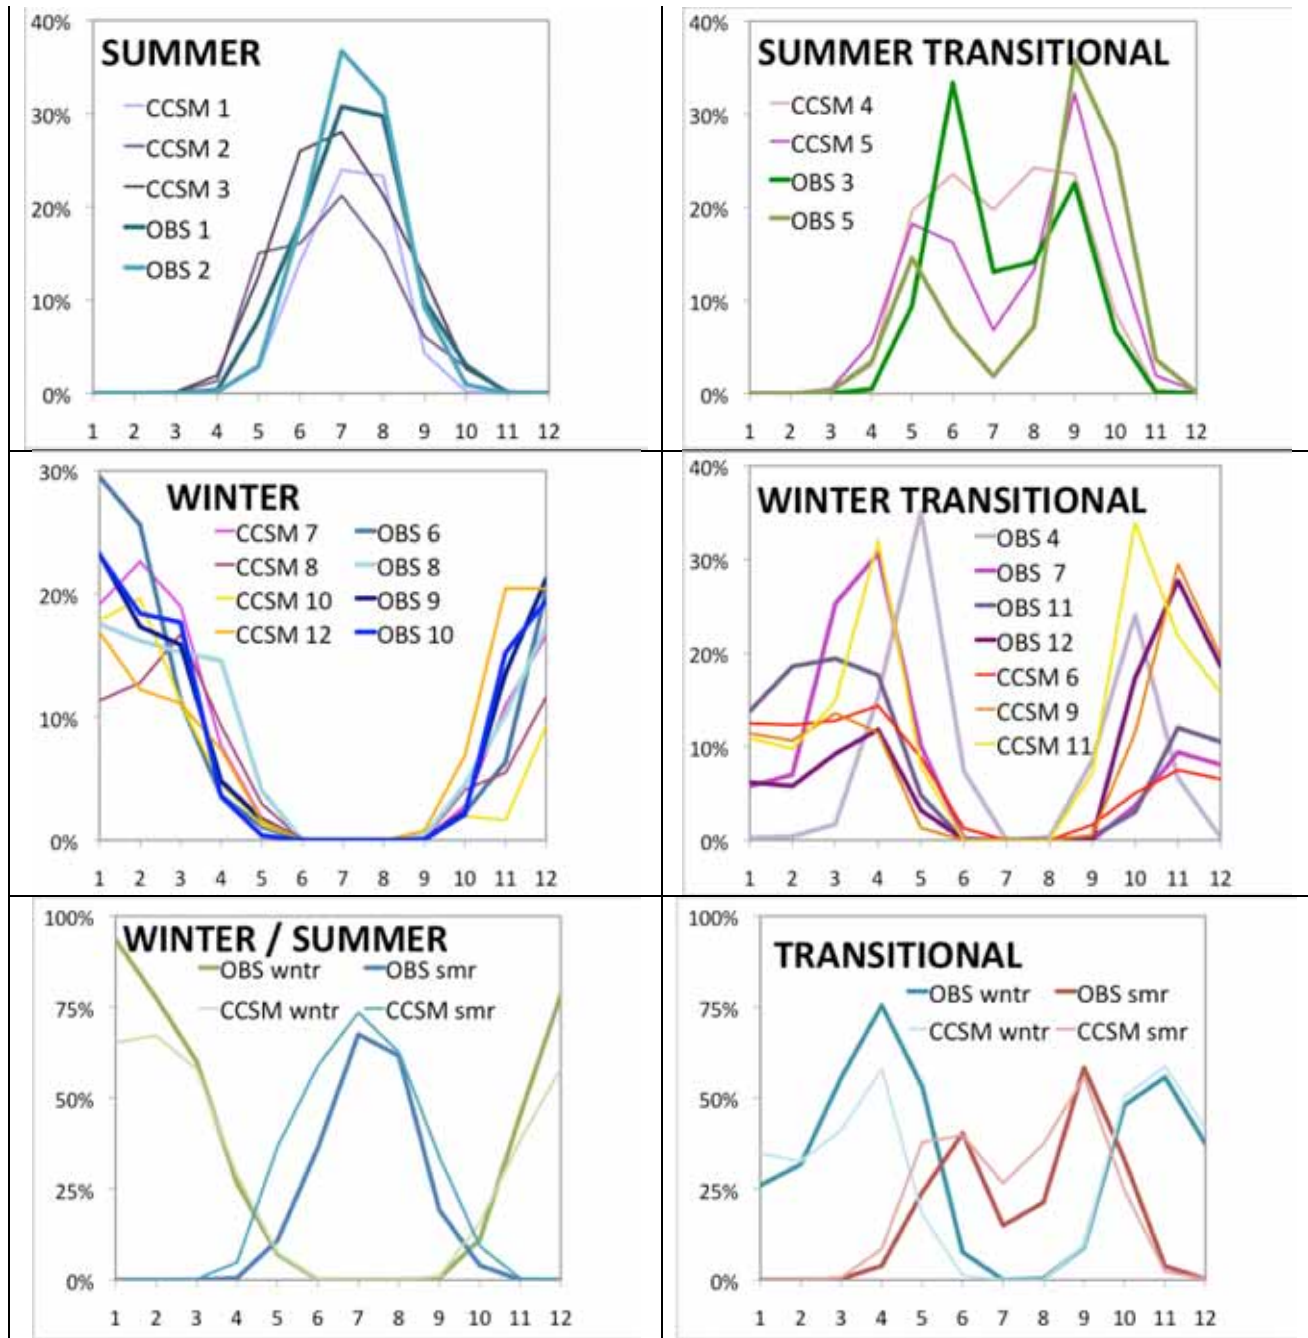 40%
SUMMER
CCSM 1
30%
CCSM 2
CCSM 3
20%
OBS 1
OBS 2
10%
0%
1 2 3 4 5 6 7 8 9 10 11 12
40%
SUMMER TRANSITIONAL
CCSM 4
30%
CCSM 5
OBS 3
20%
OBS 5
10%
0%
1 2 3 4 5 6 7 8 9 10 11 12
30%
WINTER
CCSM 7 OBS 6
CCSM 8 OBS 8
20%
CCSM 10 OBS 9
CCSM 12 OBS 10
10%
0%
1 2 3 4 5 6 7 8 9 10 11 12
40%
WINTER TRANSITIONAL
OBS 4
30%
OBS 7
OBS 11
20%
OBS 12
CCSM 6
CCSM 9
10%
CCSM 11
0%
1 2 3 4 5 6 7 8 9 10 11 12
100%
WINTER / SUMMER
OBS wntr OBS smr
75%
CCSM wntr CCSM smr
50%
25%
0%
1 2 3 4 5 6 7 8 9 10 11 12
100%
TRANSITIONAL
OBS wntr OBS smr
75%
CCSM wntr CCSM smr
50%
25%
0%
1 2 3 4 5 6 7 8 9 10 11 12